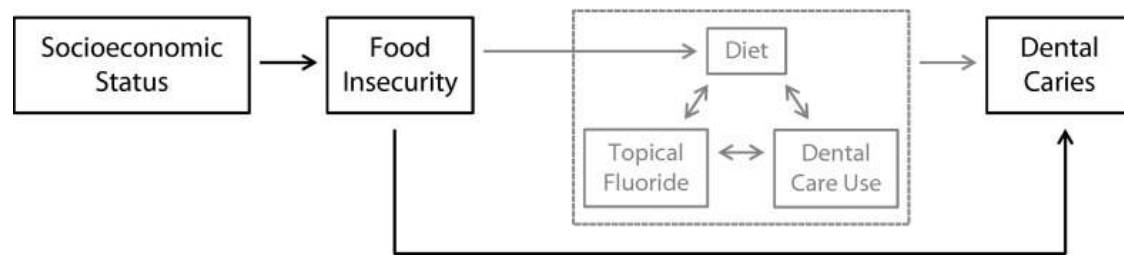 Socioeconomic
Status
Food
Insecurity
Diet
Topical
Fluoride
Dental
Care Use
Dental
Caries